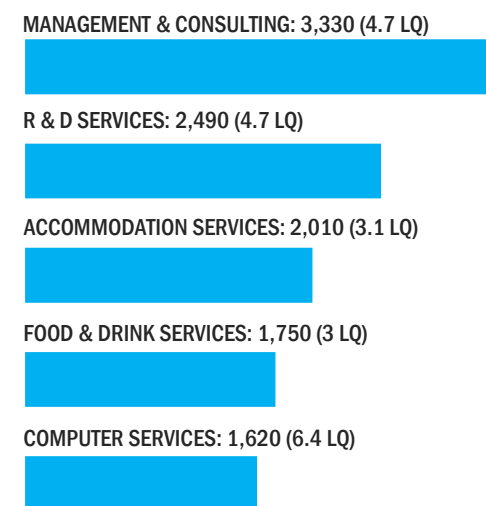 MANAGEMENT & CONSULTING: 3,330 (4.7 LQ)
R & D SERVICES: 2,490 (4.7 LQ)
ACCOMMODATION SERVICES: 2,010 (3.1 LQ)
FOOD & DRINK SERVICES: 1,750 (3 LQ)
COMPUTER SERVICES: 1,620 (6.4 LQ)